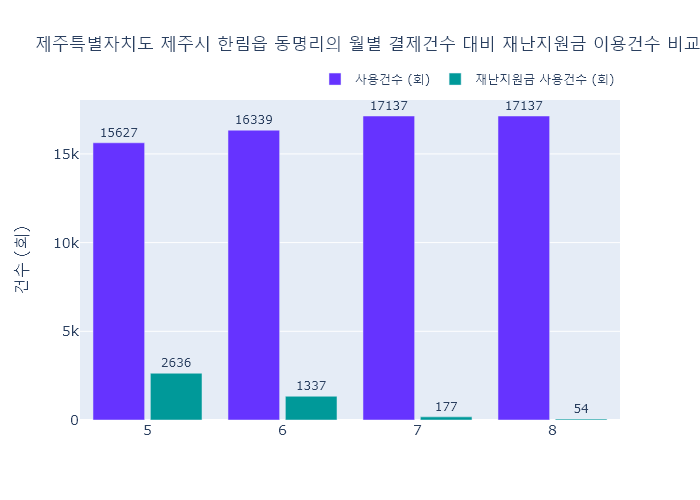 제주특별자치도 제주시 한림읍 동명리의 월별 결제건수 대비 재난지원금 이용건수 비교
사용건수 (회) 재난지원금 사용건수 (회)
17137 17137
16339
15627
15k
건수 (회)
10k
5k
2636
1337
177
54
0
5 6 7 8